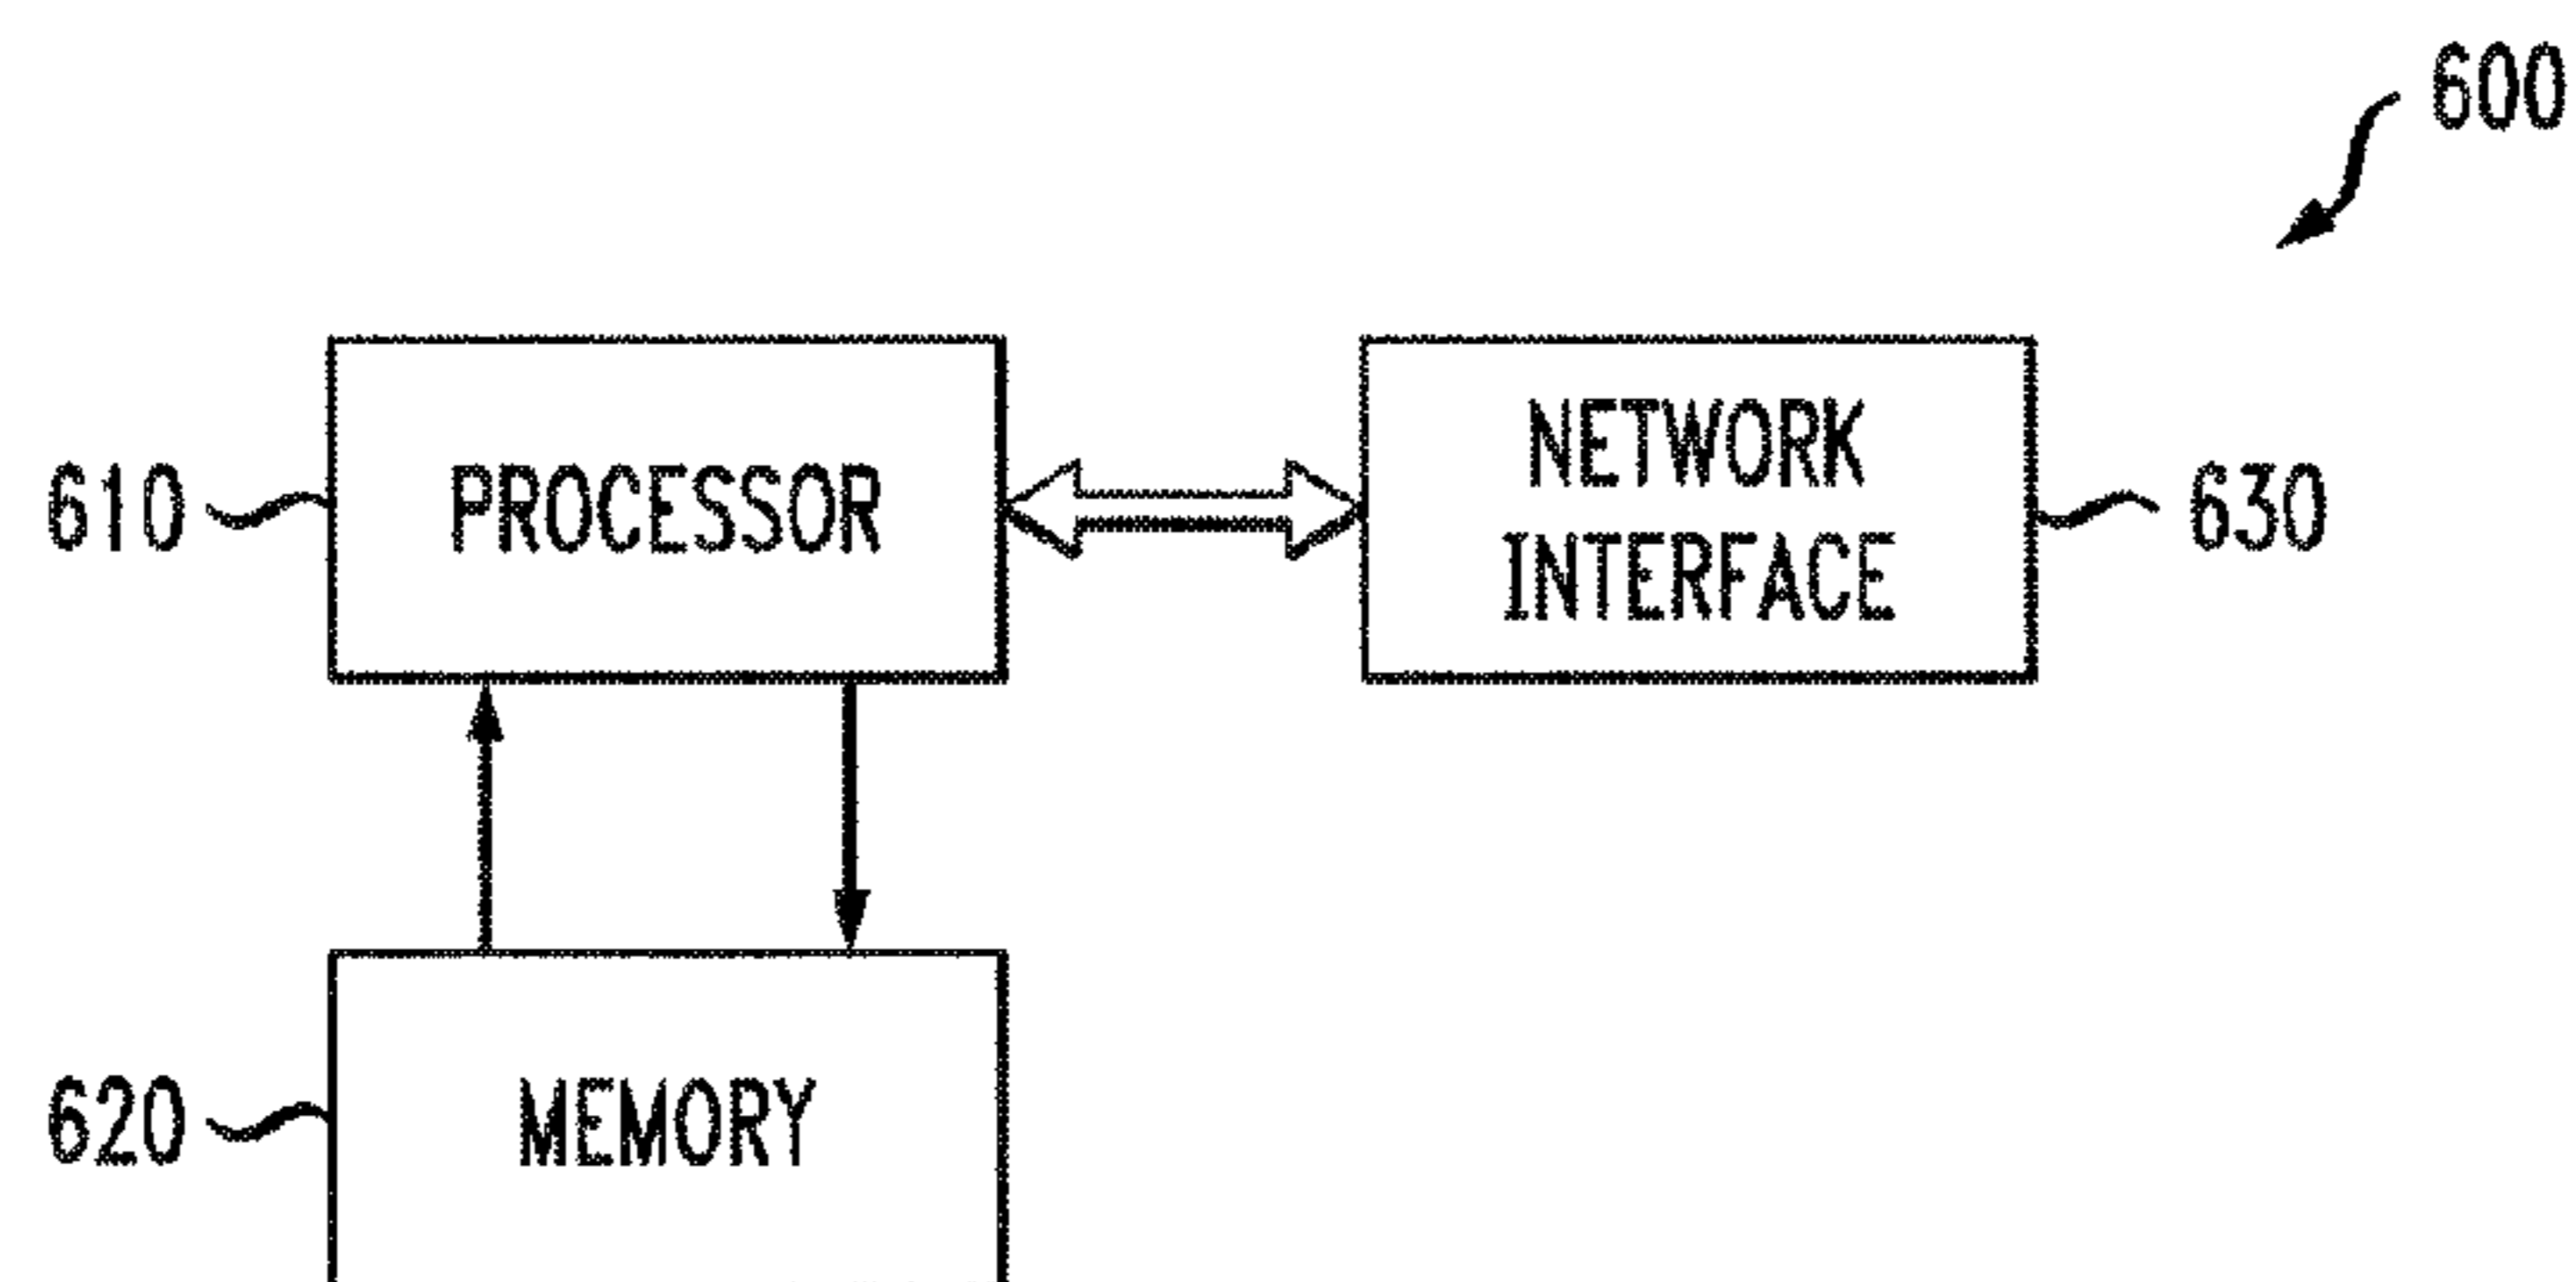 600
610
PROCESSOR
NETWORK
INTERFACE
630
620
MEMORY